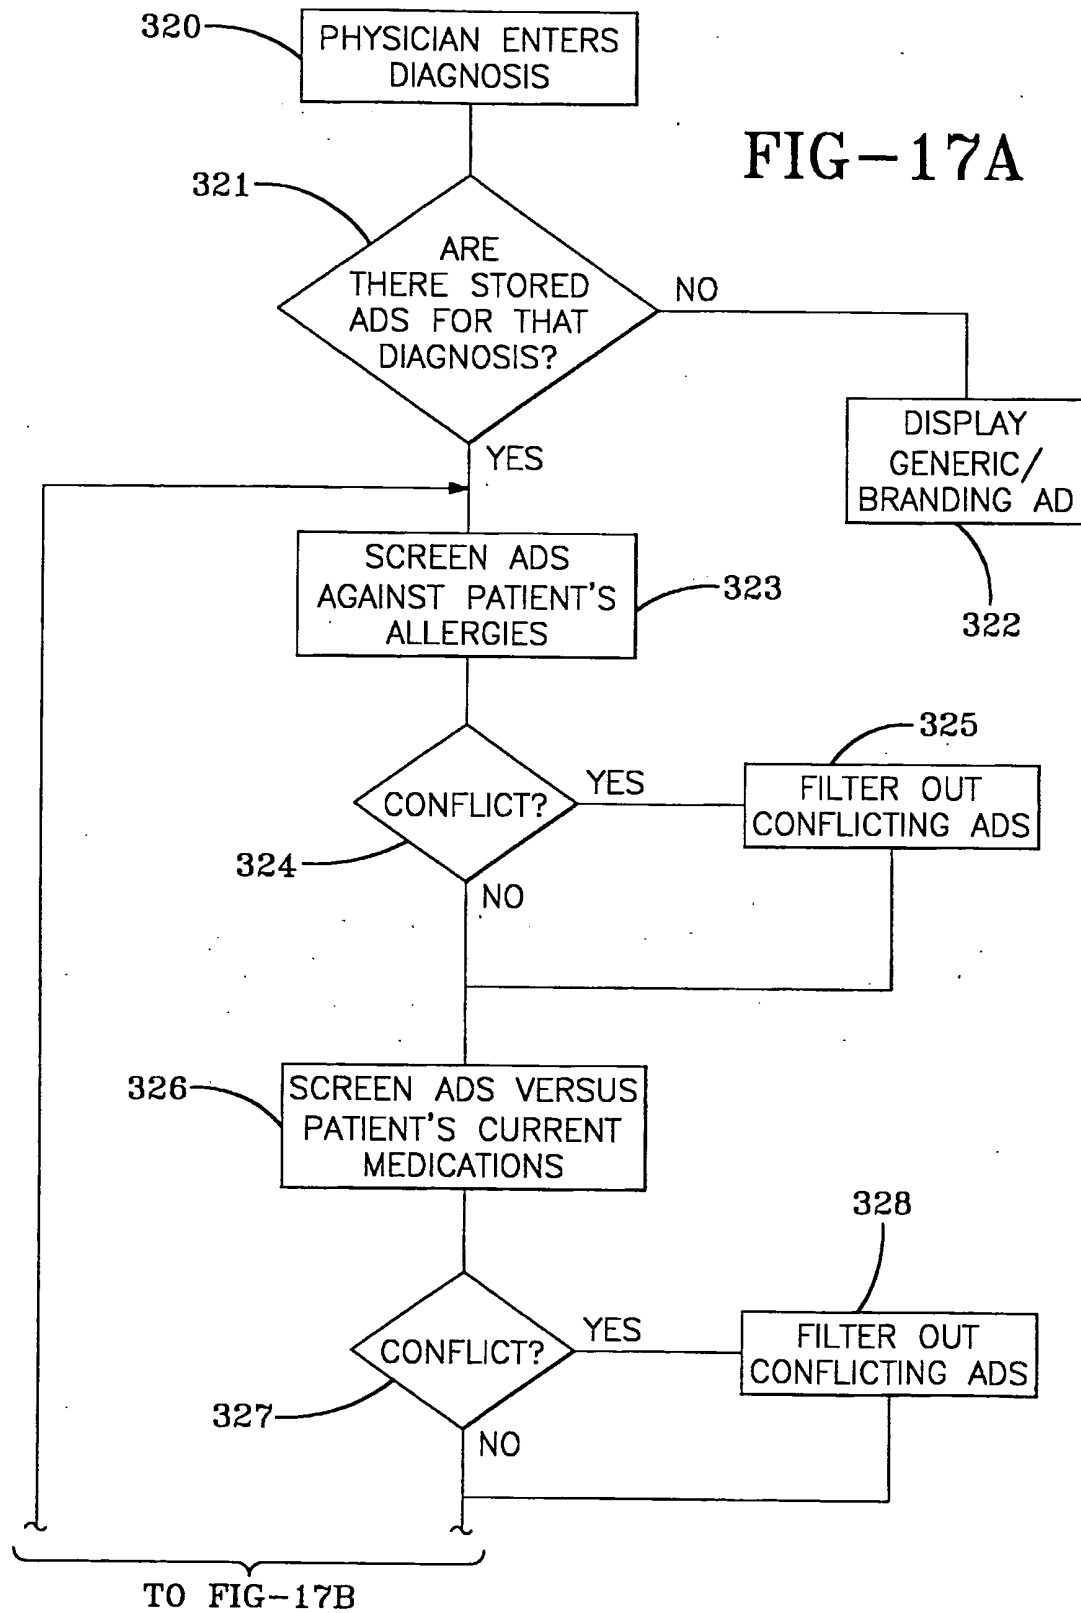 320
PHYSICIAN ENTERS
DIAGNOSIS
FIG-17A
321
ARE
THERE STORED
ADS FOR THAT
DIAGNOSIS?
NO
YES
DISPLAY
GENERIC/
BRANDING AD
322
SCREEN ADS
AGAINST PATIENT'S
ALLERGIES
323
325
CONFLICT?
YES
FILTER OUT
CONFLICTING ADS
324
NO
326
SCREEN ADS VERSUS
PATIENT'S CURRENT
MEDICATIONS
328
CONFLICT?
YES
FILTER OUT
CONFLICTING ADS
327
NO
TO FIG-17B